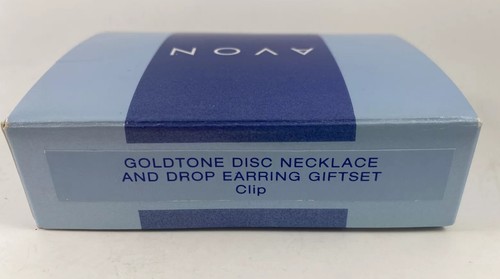 AVON
GOLDTONE DISC NECKLACE
AND DROP EARRING GIFTSET
Clip